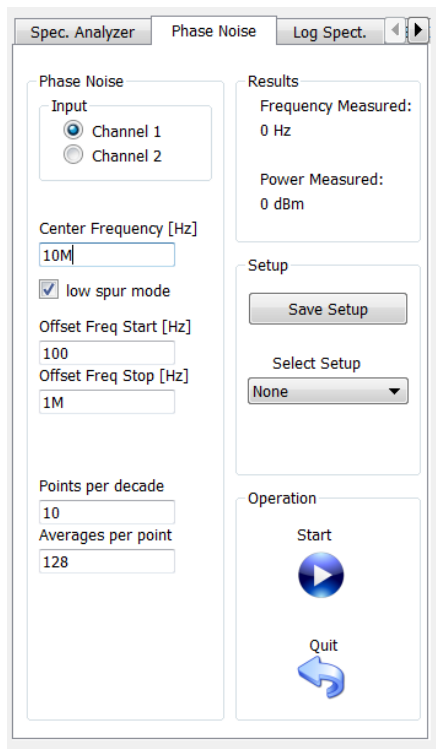 Spec. Analyzer
Phase Noise
Log Spect.
Phase Noise
Input
Channel 1
Channel 2
Center Frequency [Hz]
10M
low spur mode
Offset Freq Start [Hz]
100
Offset Freq Stop [Hz]
1M
Points per decade
10
Averages per point
128
Results
Frequency Measured:
0 Hz
Power Measured:
0 dBm
Setup
Save Setup
Select Setup
None
Operation
Start
Quit